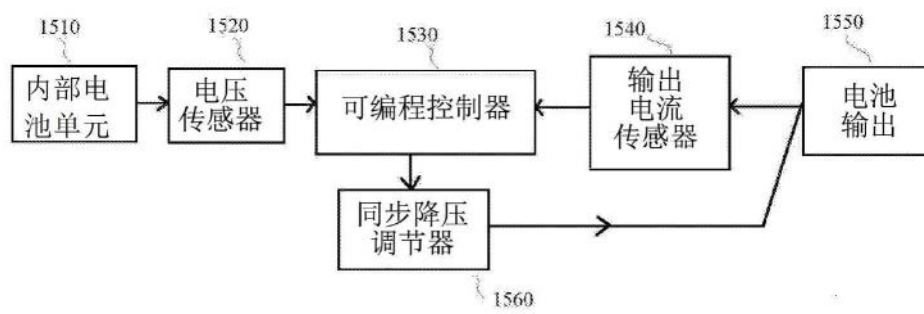 1510
1520
1530
1540
1550
内部电
池单元
电压
传感器
可编程控制器
输出
电流
传感器
电池
输出
同步降压
调节器
1560